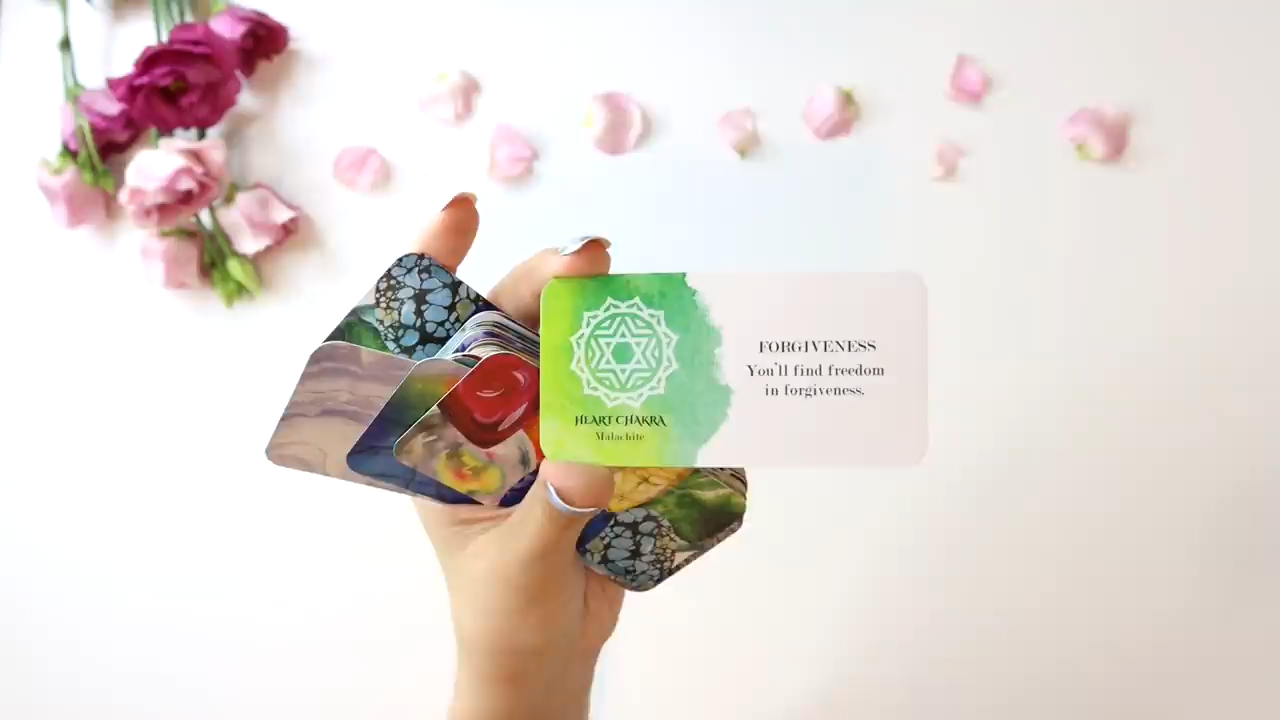 HEART CHAKRA
Malachite
FORGIVENESS
You'll find freedom
in forgiveness.